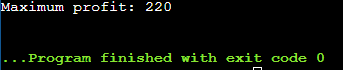 Maximum profit: 220
...Program finished with exit code 0